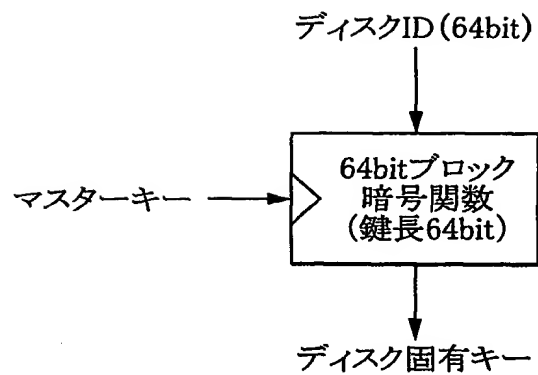 ディスクID(64bit)
64bitブロック
暗号関数
(鍵長64bit)
マスターキー
ディスク固有キー